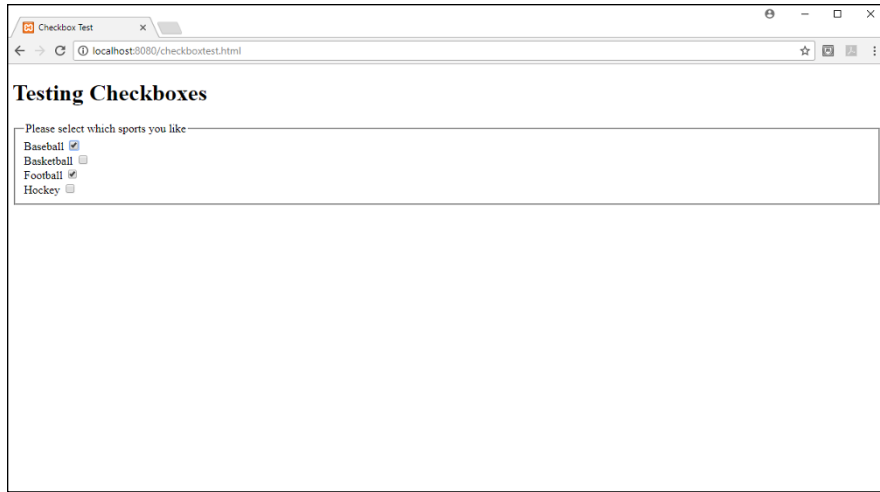 Checkbox Test
localhost:8080/checkboxtest.html
Testing Checkboxes
Please select which sports you like
Baseball
Basketball
Football
Hockey